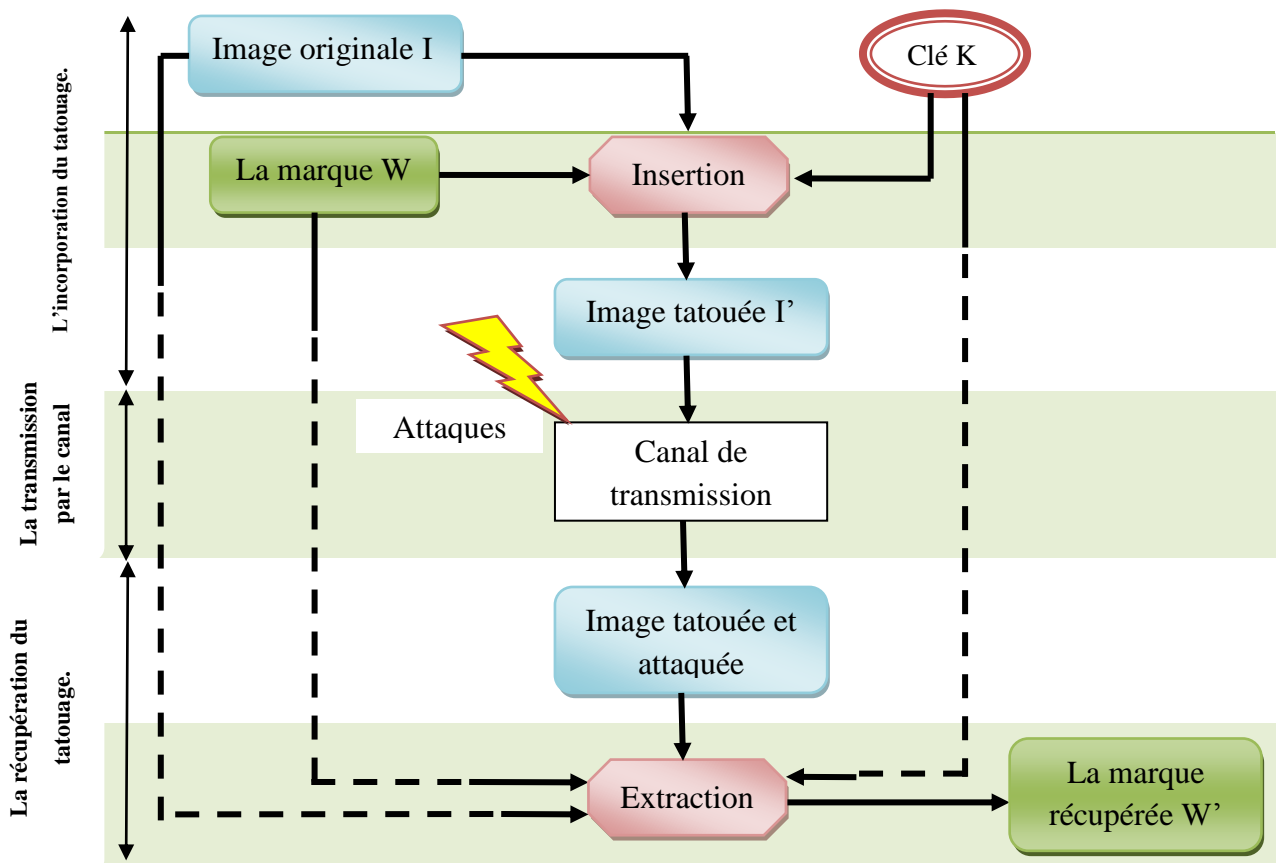 Image originale I
Clé K
L'incorporation du tatouage.
La marque W
Insertion
Image tatouée I’
Attaques
La transmission
par le canal
Canal de
transmission
Image tatouée et
attaquée
La récupération du
tatouage.
Extraction
La marque
récupérée W’